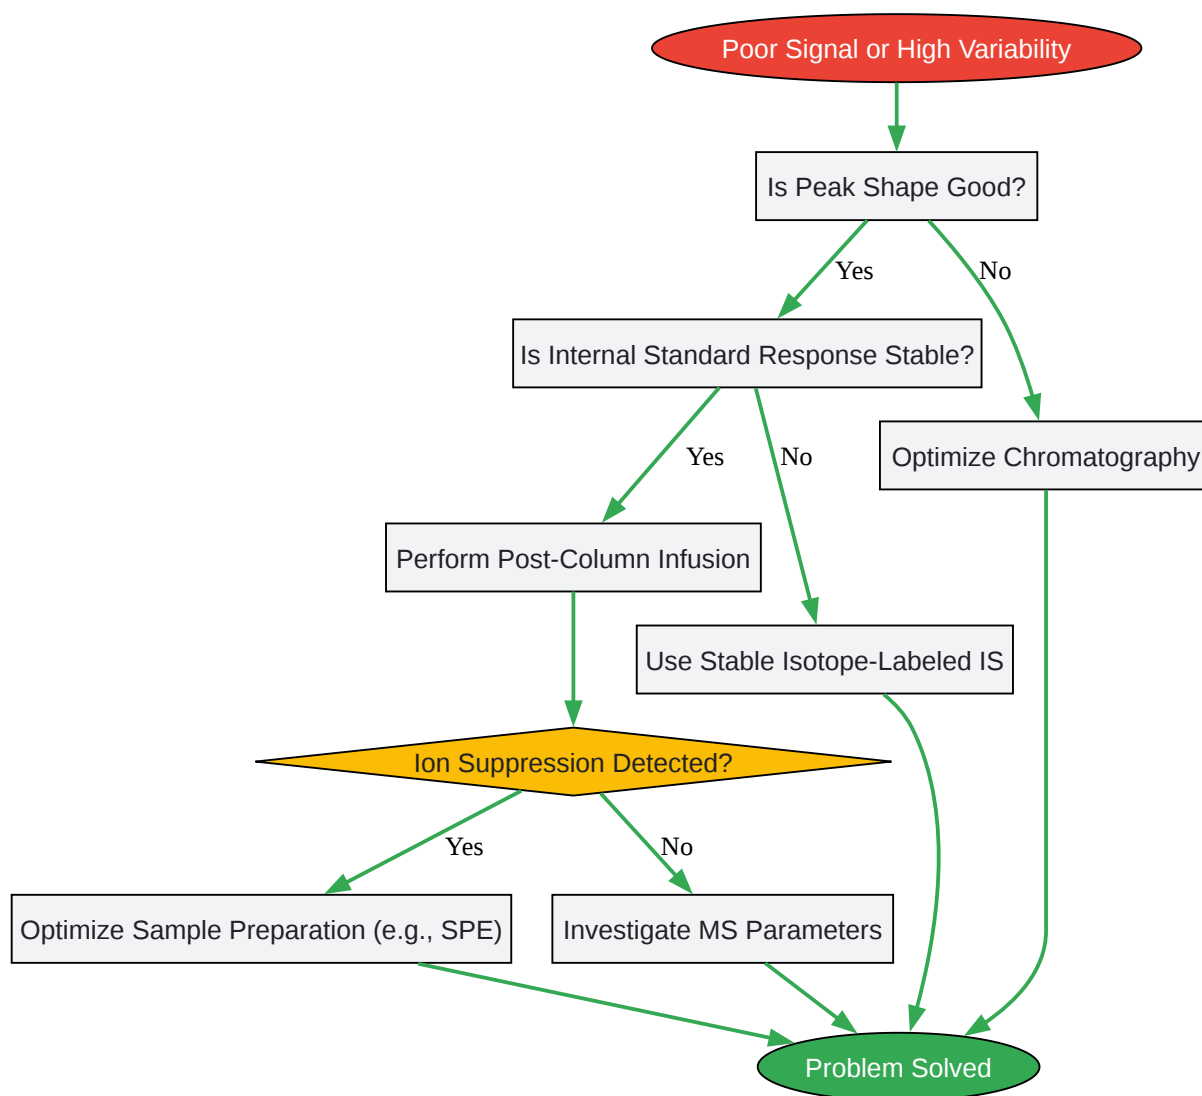 Poor Signal or High Variability
Is Peak Shape Good?
Yes
No
Is Internal Standard Response Stable?
Yes
No
Optimize Chromatography
Perform Post-Column Infusion
Use Stable Isotope-Labeled IS
Ion Suppression Detected?
Yes
No
Optimize Sample Preparation (e.g., SPE)
Investigate MS Parameters
Problem Solved